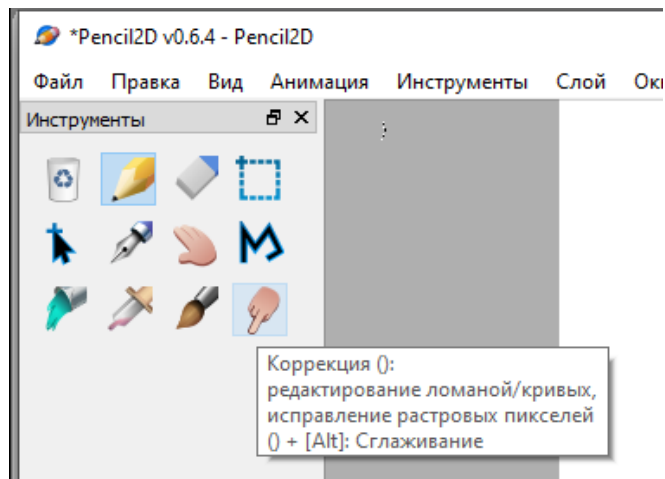 *Pencil2D v0.6.4 - Pencil2D
Файл Правка Вид Анимация Инструменты Слой
Инструменты
Коррекция ():
редактирование ломаной/кривых,
исправление растровых пикселей
() + [Alt]: Сглаживание